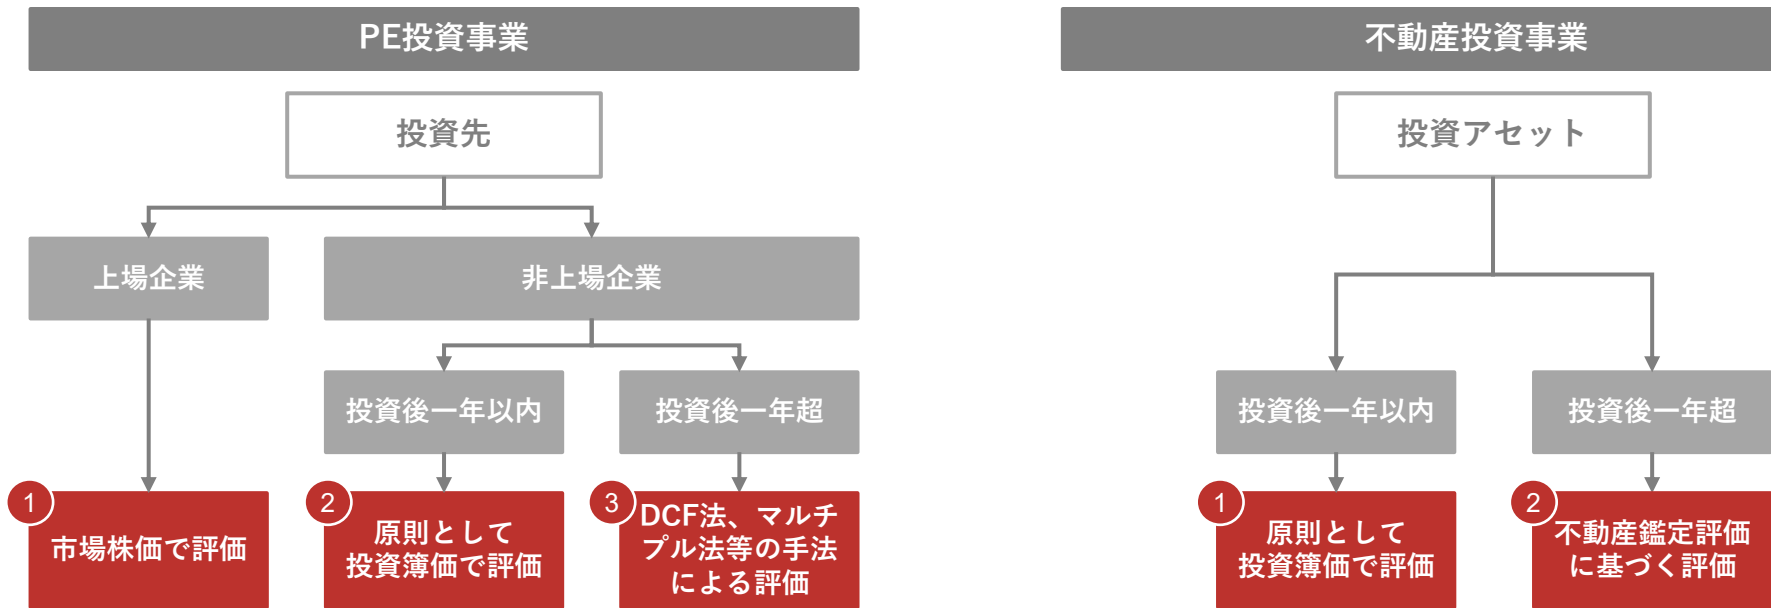 PE投資事業
投資先
上場企業
非上場企業
投資後一年以内
投資後一年超
1
市場株価で評価
2
原則として
投資簿価で評価
3
DCF法、マルチ
プル法等の手法
による評価
不動産投資事業
投資アセット
投資後一年以内
投資後一年超
1
原則として
投資簿価で評価
2
不動産鑑定評価
に基づく評価